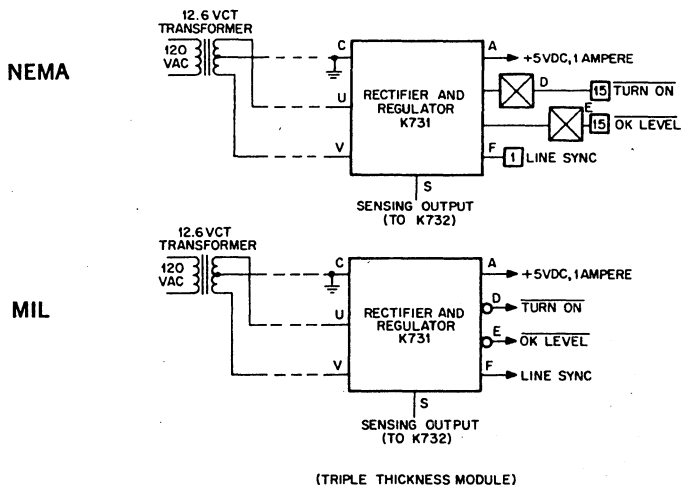 NEMA
12.6 VCT
TRANSFORMER
120
VAC
C
U
V
RECTIFIER AND
REGULATOR
K731
A
+5VDC, 1 AMPERE
D
15 TURN ON
E
15 OK LEVEL
F
1 LINE SYNC
S
SENSING OUTPUT
(TO K732)
MIL
12.6 VCT
TRANSFORMER
120
VAC
C
U
V
RECTIFIER AND
REGULATOR
K731
A
+5VDC, 1 AMPERE
D
TURN ON
E
OK LEVEL
F
LINE SYNC
S
SENSING OUTPUT
(TO K732)
(TRIPLE THICKNESS MODULE)